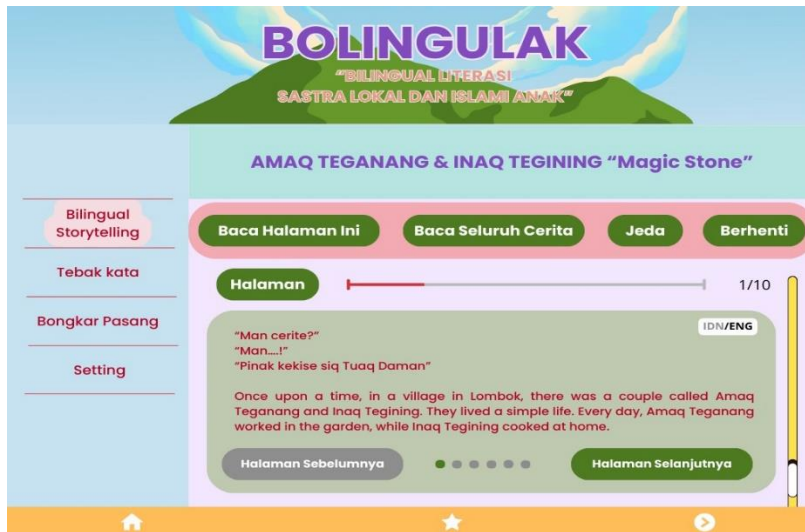 BOLINGULAK
"BILINGUAL LITERASI
SASTRA LOKAL DAN ISLAMI ANAK"
AMAQ TEGANANG & INAQ TEGINING "Magic Stone"
Bilingual
Storytelling
Tebak kata
Bongkar Pasang
Setting
Baca Halaman Ini
Baca Seluruh Cerita
Jeda
Berhenti
Halaman
1/10
IDN/ENG
"Man cerite?"
"Man....!"
"Pinak kekise siq Tuaq Daman"
Once upon a time, in a village in Lombok, there was a couple called Amaq
Teganang and Inaq Tegining. They lived a simple life. Every day, Amaq Teganang
worked in the garden, while Inaq Tegining cooked at home.
Halaman Sebelumnya
Halaman Selanjutnya